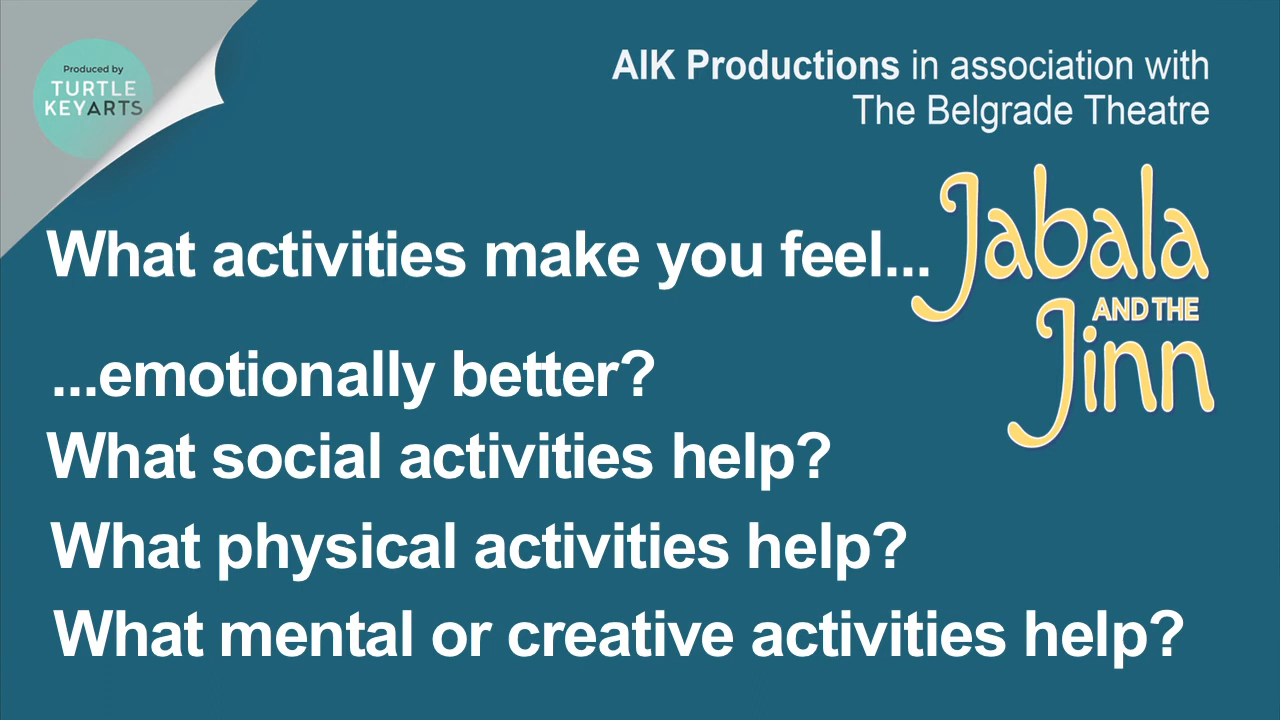 Produced by
TURTLE
KEYARTS
AIK Productions in association with
The Belgrade Theatre
Jabala
AND THE
Jinn
What activities make you feel...
...emotionally better?
What social activities help?
What physical activities help?
What mental or creative activities help?